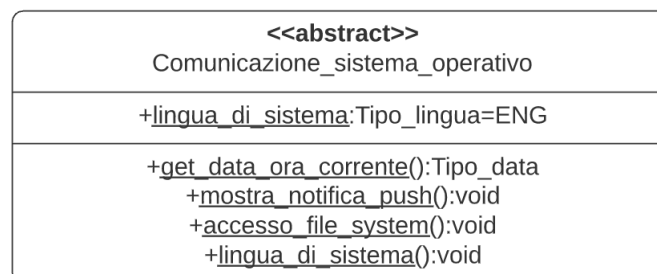 <<abstract>>
Comunicazione_sistema_operativo
+lingua_di_sistema:Tipo_lingua=ENG
+get_data_ora_corrente():Tipo_data
+mostra_notifica_push():void
+accesso_file_system():void
+lingua_di_sistema():void